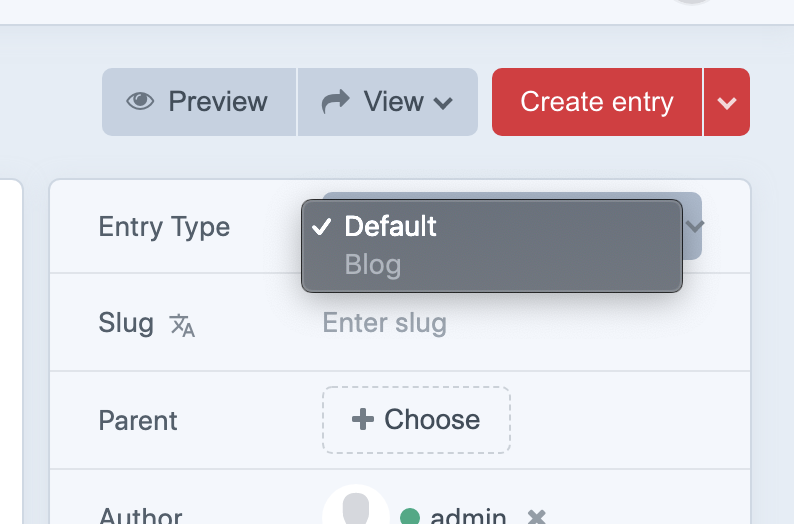 Preview View Create entry
Entry Type Default
Blog
Slug Enter slug
Parent Choose
Author admin